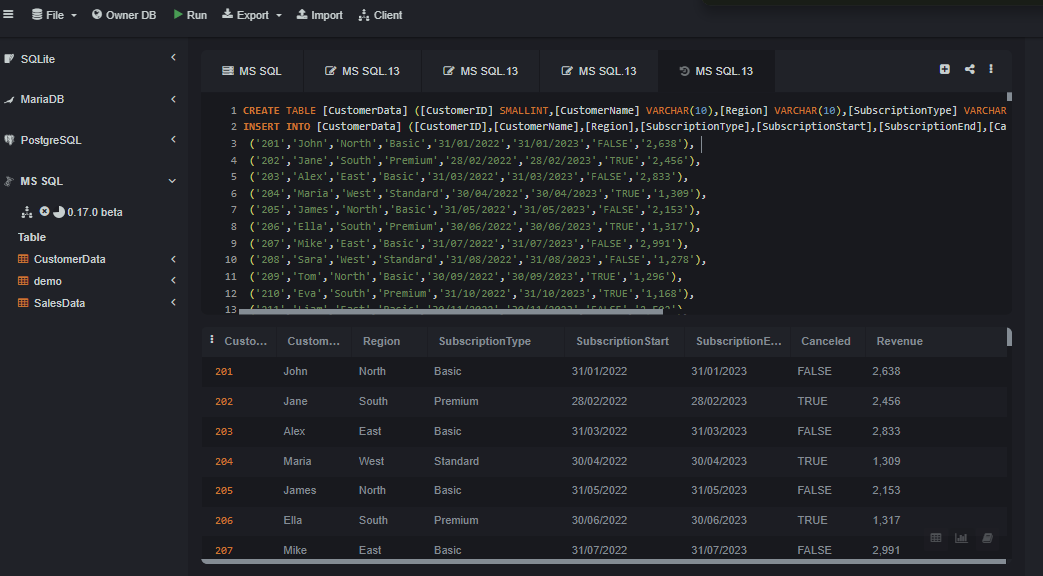 File Owner DB Run Export Import Client
SQLite
MariaDB
PostgreSQL
MS SQL
0.17.0 beta
Table
CustomerData
demo
SalesData
MS SQL MS SQL.13 MS SQL.13 MS SQL.13 MS SQL.13
1 CREATE TABLE [CustomerData] ([CustomerID] SMALLINT,[CustomerName] VARCHAR(10),[Region] VARCHAR(10),[SubscriptionType] VARCHAR
2 INSERT INTO [CustomerData] ([CustomerID],[CustomerName],[Region],[SubscriptionType],[SubscriptionStart],[SubscriptionEnd],[Ca
3 ('201','John','North','Basic','31/01/2022','31/01/2023','FALSE','2,638'),
4 ('202','Jane','South','Premium','28/02/2022','28/02/2023','TRUE','2,456'),
5 ('203','Alex','East','Basic','31/03/2022','31/03/2023','FALSE','2,833'),
6 ('204','Maria','West','Standard','30/04/2022','30/04/2023','TRUE','1,309'),
7 ('205','James','North','Basic','31/05/2022','31/05/2023','FALSE','2,153'),
8 ('206','Ella','South','Premium','30/06/2022','30/06/2023','TRUE','1,317'),
9 ('207','Mike','East','Basic','31/07/2022','31/07/2023','FALSE','2,991'),
10 ('208','Sara','West','Standard','31/08/2022','31/08/2023','FALSE','1,278'),
11 ('209','Tom','North','Basic','30/09/2022','30/09/2023','TRUE','1,296'),
12 ('210','Eva','South','Premium','31/10/2022','31/10/2023','TRUE','1,168'),
13
Custo... Custom... Region SubscriptionType SubscriptionStart SubscriptionE... Canceled Revenue
201 John North Basic 31/01/2022 31/01/2023 FALSE 2,638
202 Jane South Premium 28/02/2022 28/02/2023 TRUE 2,456
203 Alex East Basic 31/03/2022 31/03/2023 FALSE 2,833
204 Maria West Standard 30/04/2022 30/04/2023 TRUE 1,309
205 James North Basic 31/05/2022 31/05/2023 FALSE 2,153
206 Ella South Premium 30/06/2022 30/06/2023 TRUE 1,317
207 Mike East Basic 31/07/2022 31/07/2023 FALSE 2,991